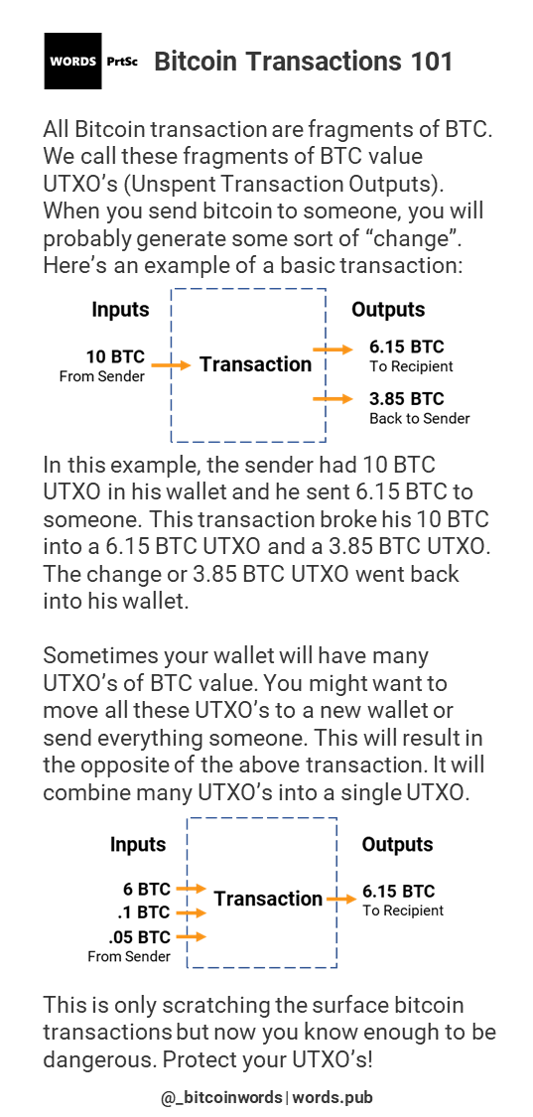 WORDS PrtSc Bitcoin Transactions 101
All Bitcoin transaction are fragments of BTC.
We call these fragments of BTC value
UTXO's (Unspent Transaction Outputs).
When you send bitcoin to someone, you will
probably generate some sort of “change”.
Here's an example of a basic transaction:
Inputs
Outputs
10 BTC
From Sender
Transaction
6.15 BTC
To Recipient
3.85 BTC
Back to Sender
In this example, the sender had 10 BTC
UTXO in his wallet and he sent 6.15 BTC to
someone. This transaction broke his 10 BTC
into a 6.15 BTC UTXO and a 3.85 BTC UTXO.
The change or 3.85 BTC UTXO went back
into his wallet.
Sometimes your wallet will have many
UTXO's of BTC value. You might want to
move all these UTXO's to a new wallet or
send everything someone. This will result in
the opposite of the above transaction. It will
combine many UTXO's into a single UTXO.
Inputs
Outputs
6 BTC
.1 BTC
.05 BTC
From Sender
Transaction
6.15 BTC
To Recipient
This is only scratching the surface bitcoin
transactions but now you know enough to be
dangerous. Protect your UTXO's!
@_bitcoinwords | words.pub